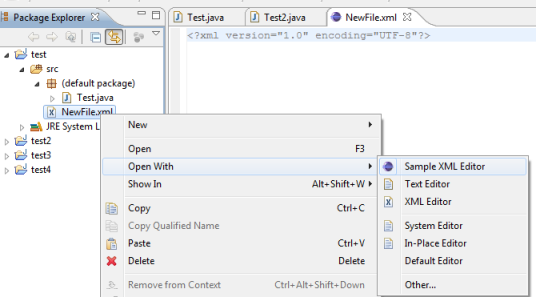 Package Explorer
Test.java
Test2.java
NewFile.xml
<?xml version="1.0" encoding="UTF-8"?>
test
src
(default package)
Test.java
NewFile.xml
JRE System L
test2
test3
test4
New
Open F3
Open With
Show In Alt+Shift+W
Copy Ctrl+C
Copy Qualified Name
Paste Ctrl+V
Delete Delete
Remove from Context Ctrl+Alt+Shift+Down
Sample XML Editor
Text Editor
XML Editor
System Editor
In-Place Editor
Default Editor
Other...